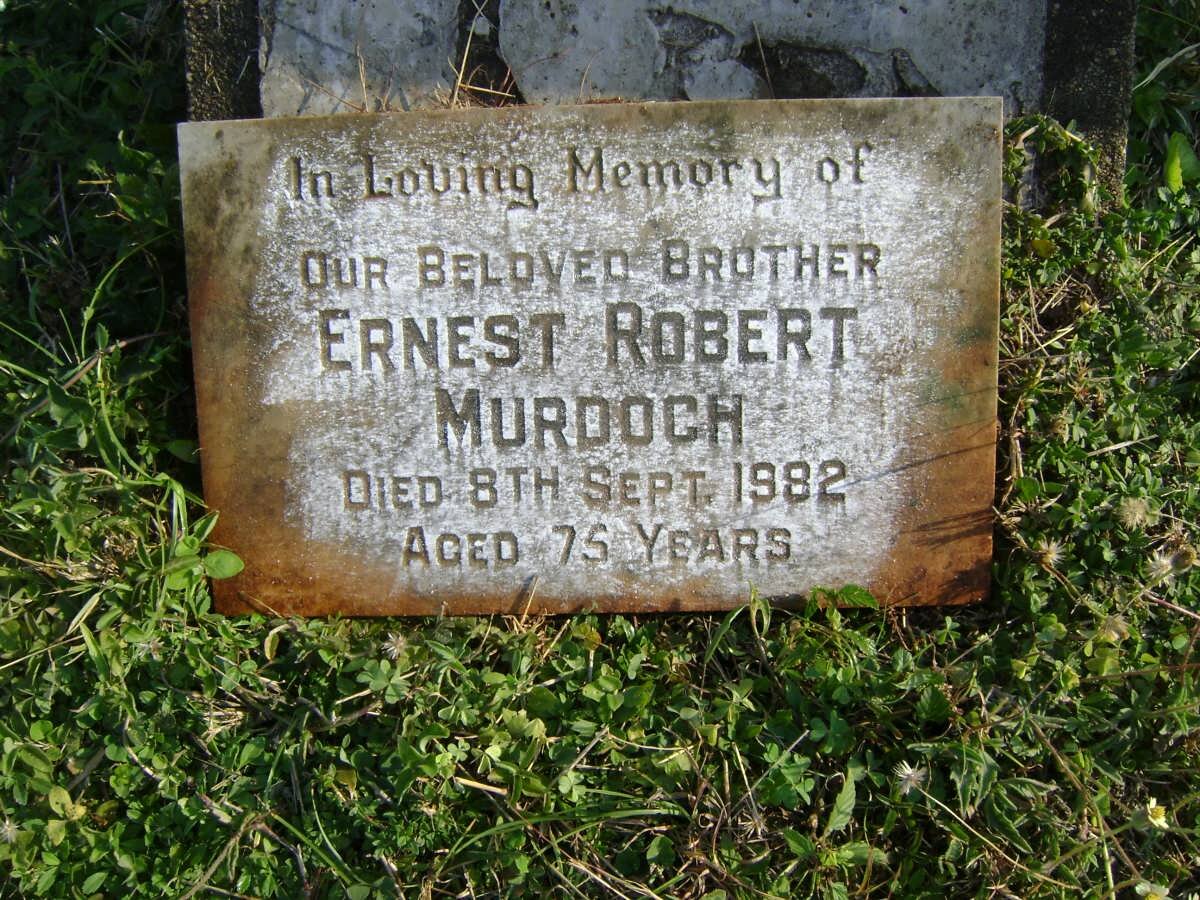 In Loving Memory of
OUR BELOVED BROTHER
ERNEST ROBERT
MURDOCH
DIED 8TH SEPT. 1982
AGED 75 YEARS